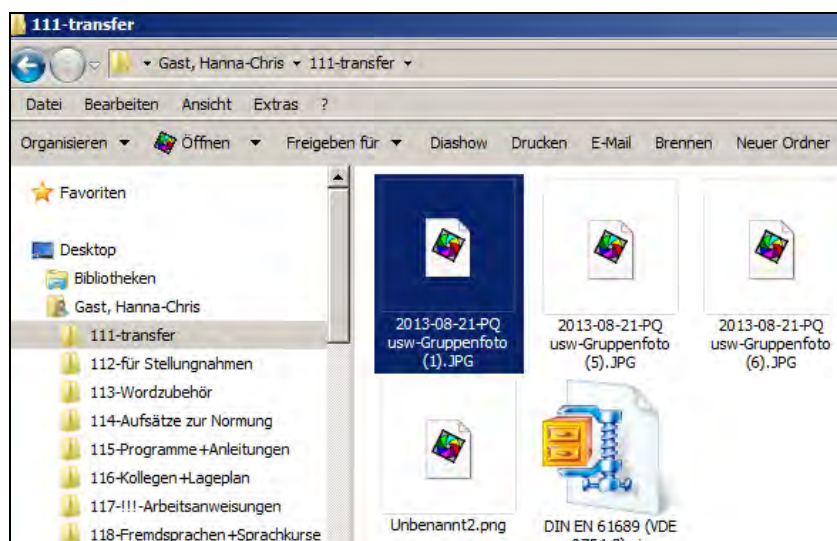 111-transfer
Gast, Hanna-Chris 111-transfer
Datei Bearbeiten Ansicht Extras ?
Organisieren Öffnen Freigeben für Diashow Drucken E-Mail Brennen Neuer Ordner
Favoriten
Desktop
Bibliotheken
Gast, Hanna-Chris
111-transfer
112-für Stellungnahmen
113-Wordzubehör
114-Aufsätze zur Normung
115-Programme+Anleitungen
116-Kollegen+Lageplan
117-!!!-Arbeitsanweisungen
118-Fremdsprachen+Sprachkurse
2013-08-21-PQ
usw-Gruppenfoto
(1).JPG
2013-08-21-PQ
usw-Gruppenfoto
(5).JPG
2013-08-21-PQ
usw-Gruppenfoto
(6).JPG
Unbenannt2.png
DIN EN 61689 (VDE